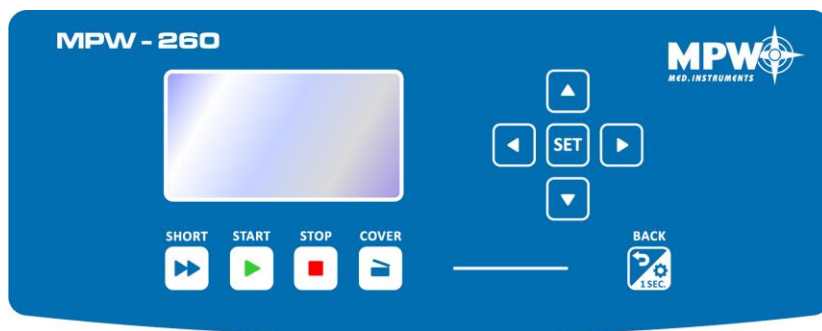 MPW - 260
MPW
MED. INSTRUMENTS
SET
SHORT START STOP COVER
BACK
1 SEC.